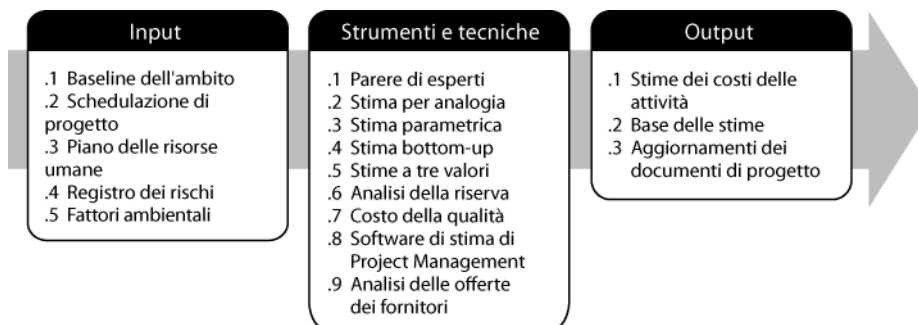 Input
.1 Baseline dell'ambito
.2 Schedulazione di
progetto
.3 Piano delle risorse
umane
.4 Registro dei rischi
.5 Fattori ambientali
Strumenti e tecniche
.1 Parere di esperti
.2 Stima per analogia
.3 Stima parametrica
.4 Stima bottom-up
.5 Stime a tre valori
.6 Analisi della riserva
.7 Costo della qualità
.8 Software di stima di
Project Management
.9 Analisi delle offerte
dei fornitori
Output
.1 Stime dei costi delle
attività
.2 Base delle stime
.3 Aggiornamenti dei
documenti di progetto